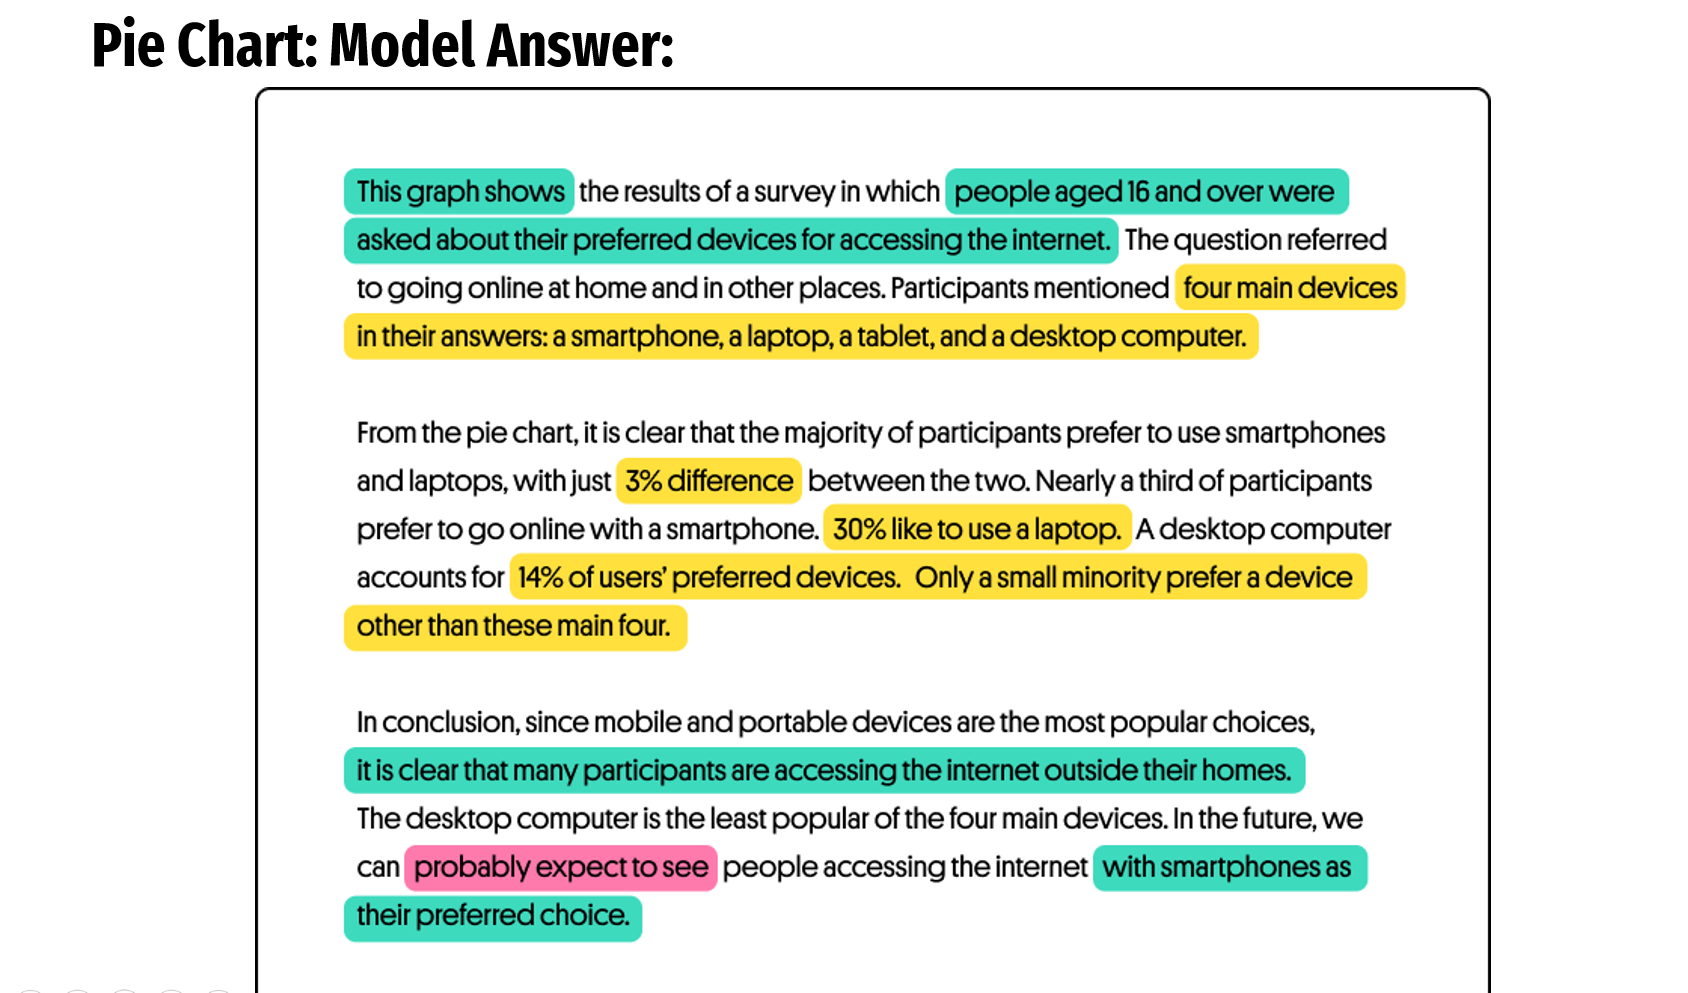 Pie Chart: Model Answer:
This graph shows the results of a survey in which people aged 16 and over were
asked about their preferred devices for accessing the internet. The question referred
to going online at home and in other places. Participants mentioned four main devices
in their answers: a smartphone, a laptop, a tablet, and a desktop computer.
From the pie chart, it is clear that the majority of participants prefer to use smartphones
and laptops, with just 3% difference between the two. Nearly a third of participants
prefer to go online with a smartphone. 30% like to use a laptop. A desktop computer
accounts for 14% of users’ preferred devices. Only a small minority prefer a device
other than these main four.
In conclusion, since mobile and portable devices are the most popular choices,
it is clear that many participants are accessing the internet outside their homes.
The desktop computer is the least popular of the four main devices. In the future, we
can probably expect to see people accessing the internet with smartphones as
their preferred choice.